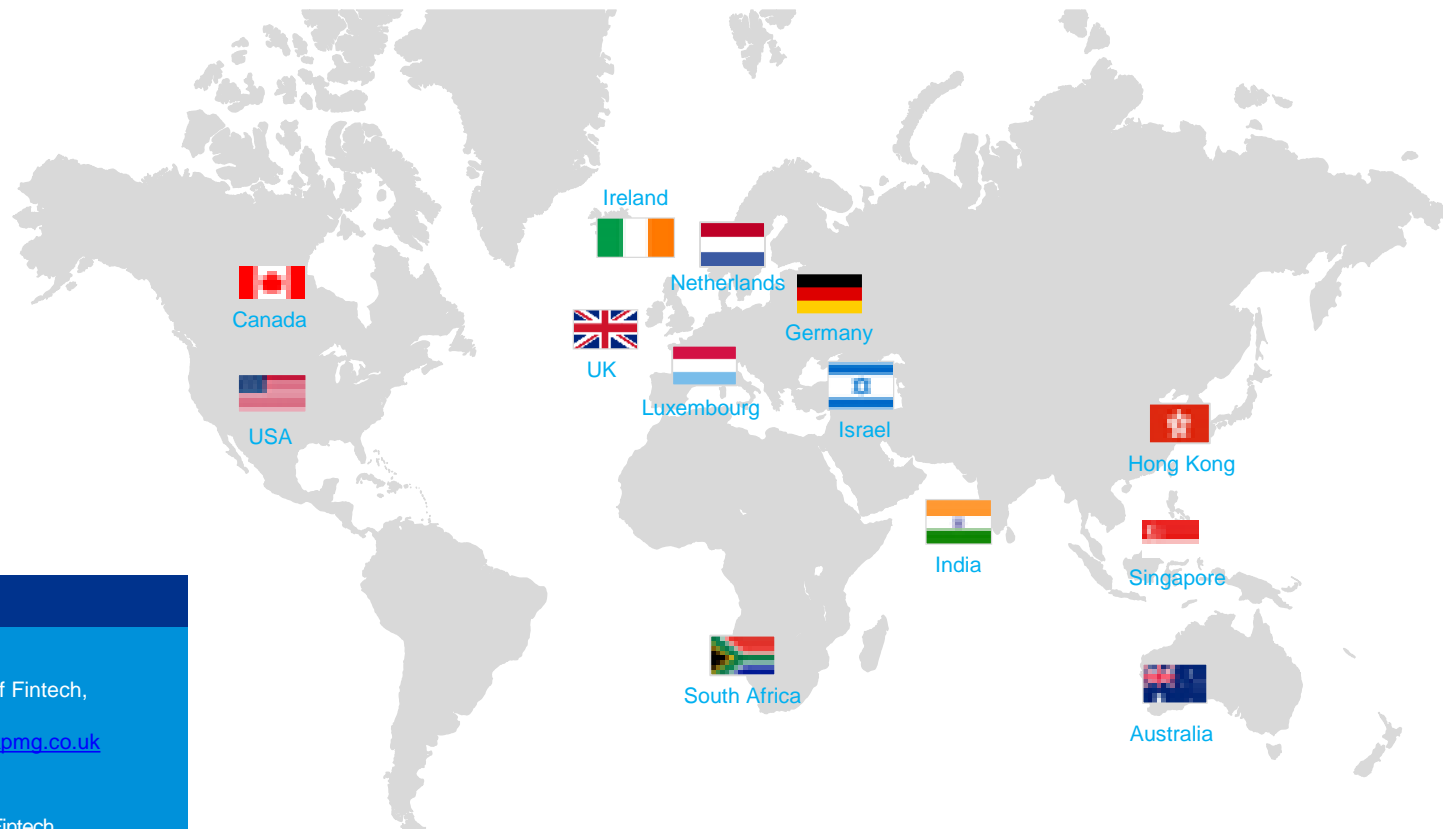 Ireland
Netherlands
Canada
Germany
UK
USA
Luxembourg
Israel
Hong Kong
India
Singapore
South Africa
Australia
f Fintech,
pmg.co.uk
Fintech